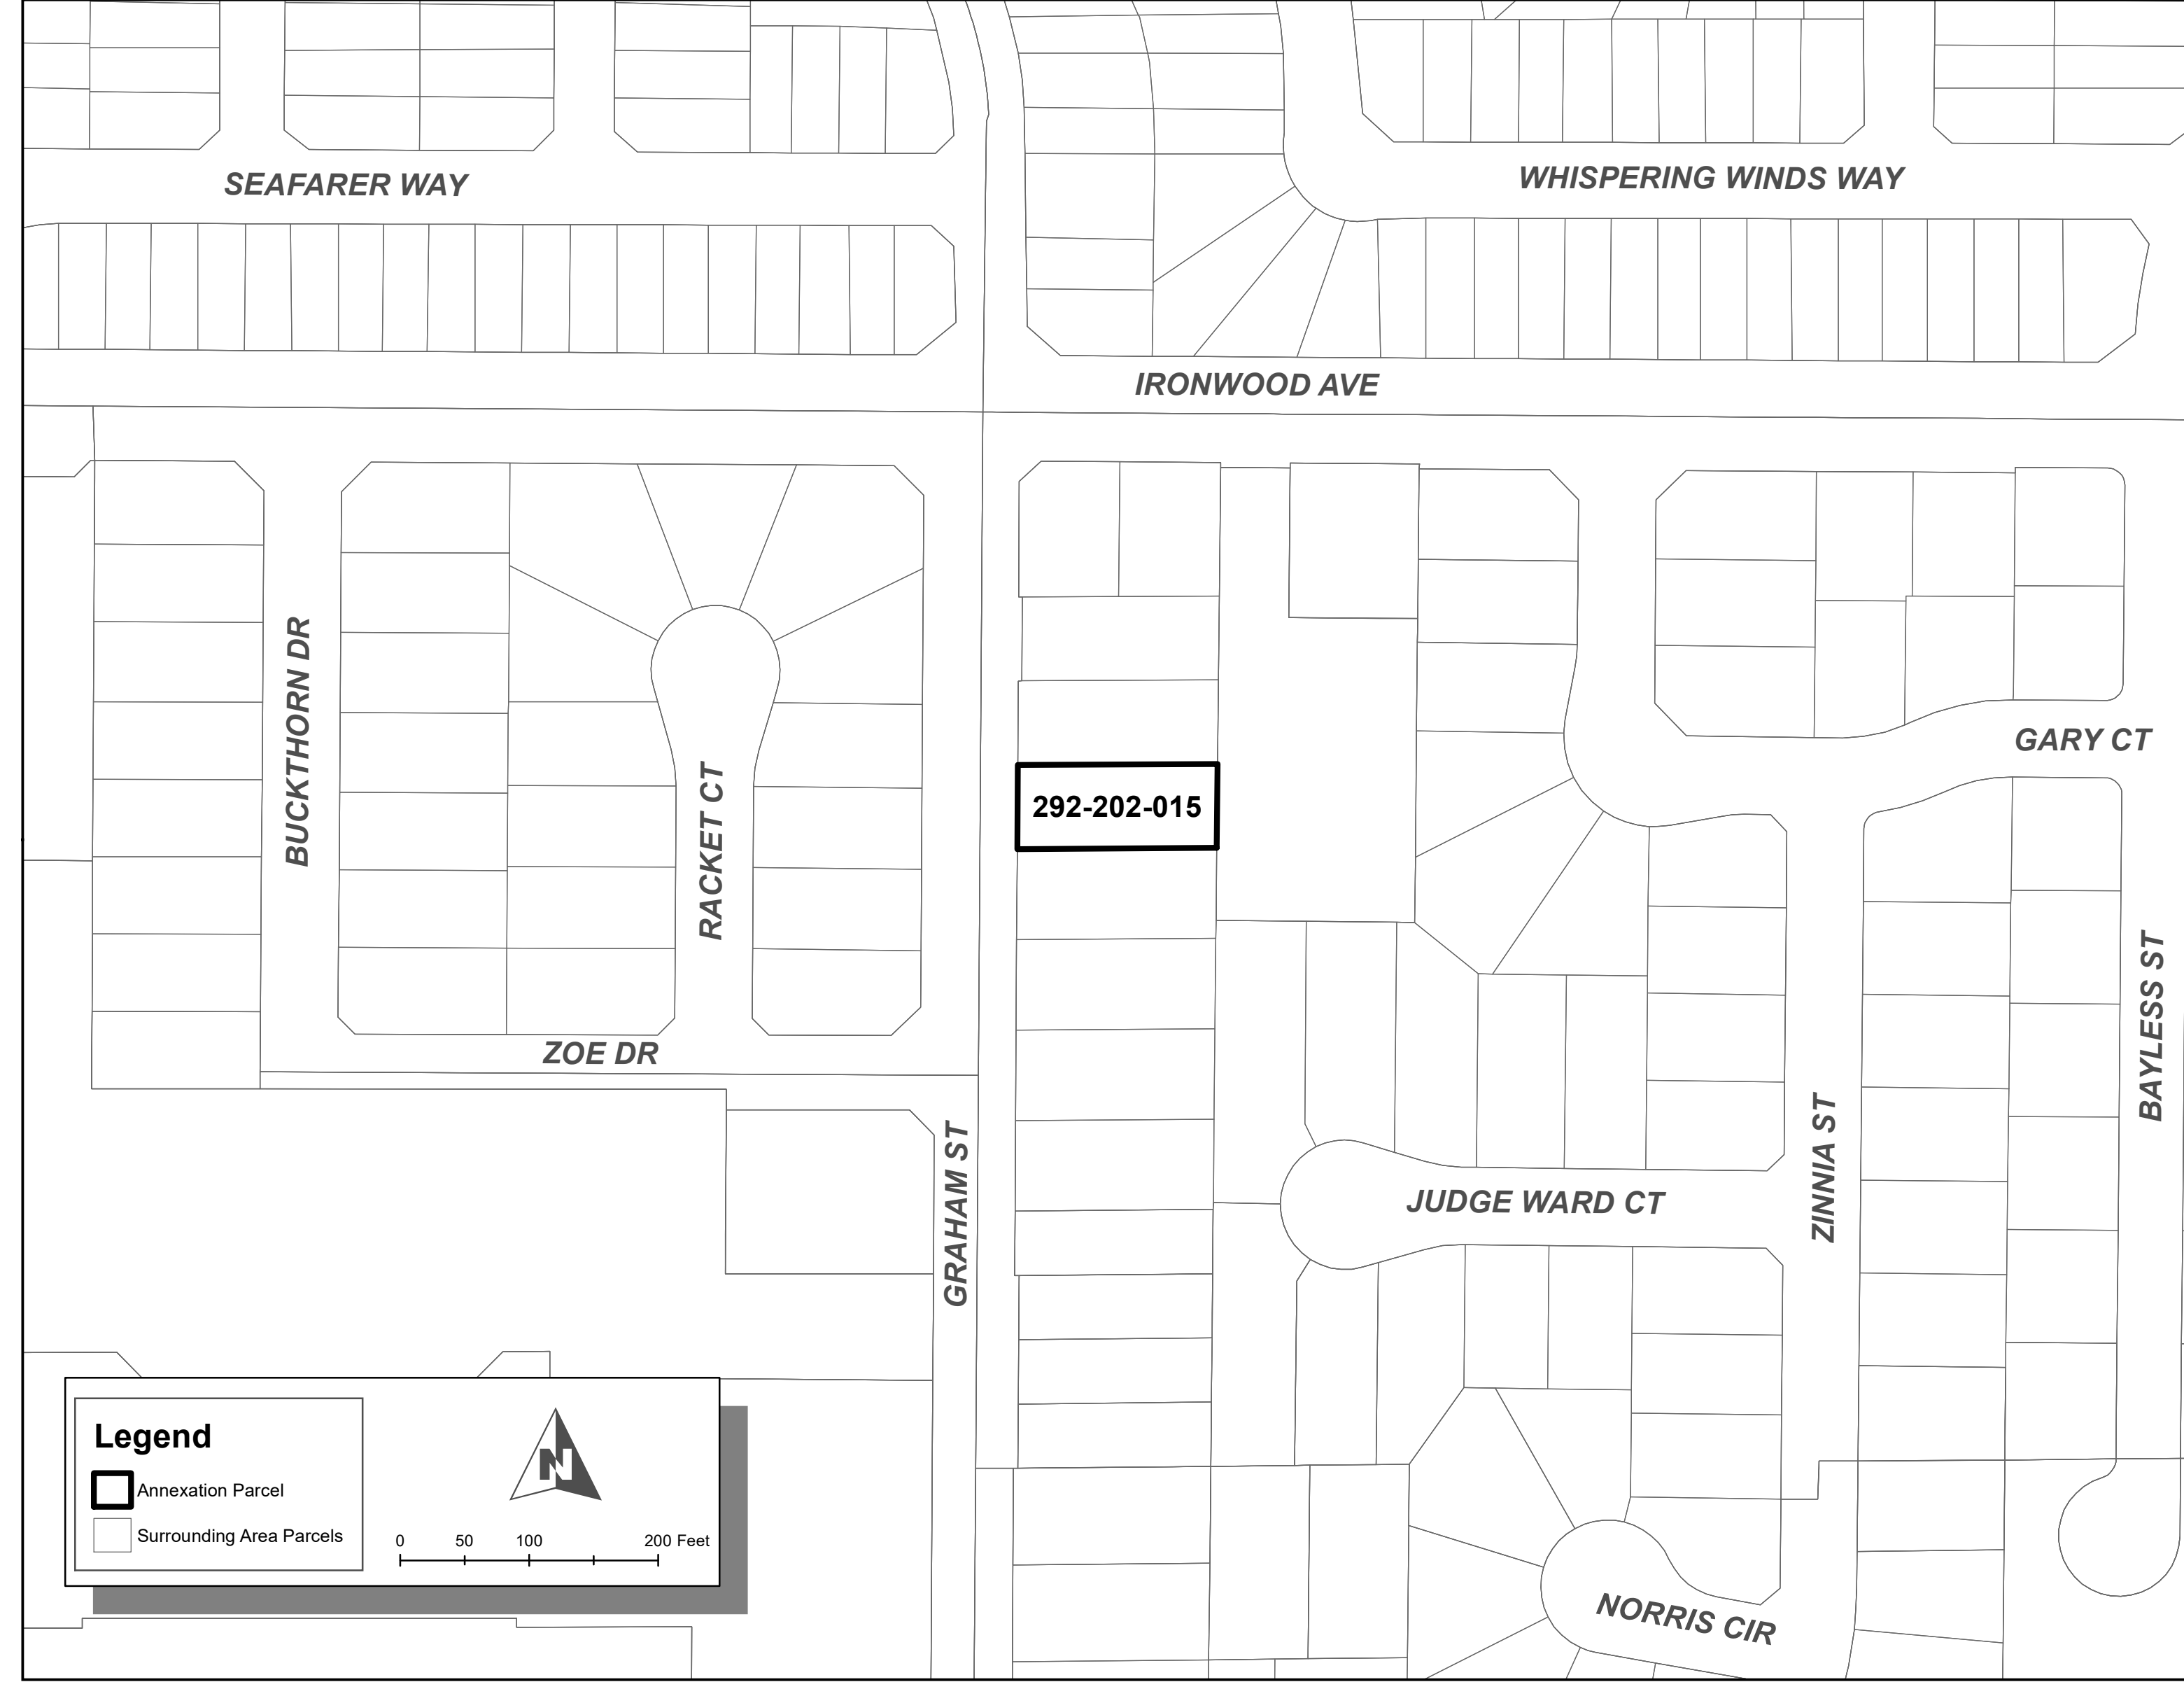 SEAFARER WAY
WHISPERING WINDS WAY
IRONWOOD AVE
BUCKTHORN DR
RACKET CT
292-202-015
GARY CT
BAYLESS ST
ZOE DR
GRAHAM ST
JUDGE WARD CT
ZINNIA ST
NORRIS CIR
Legend
Annexation Parcel
Surrounding Area Parcels
N
0 50 100 200 Feet